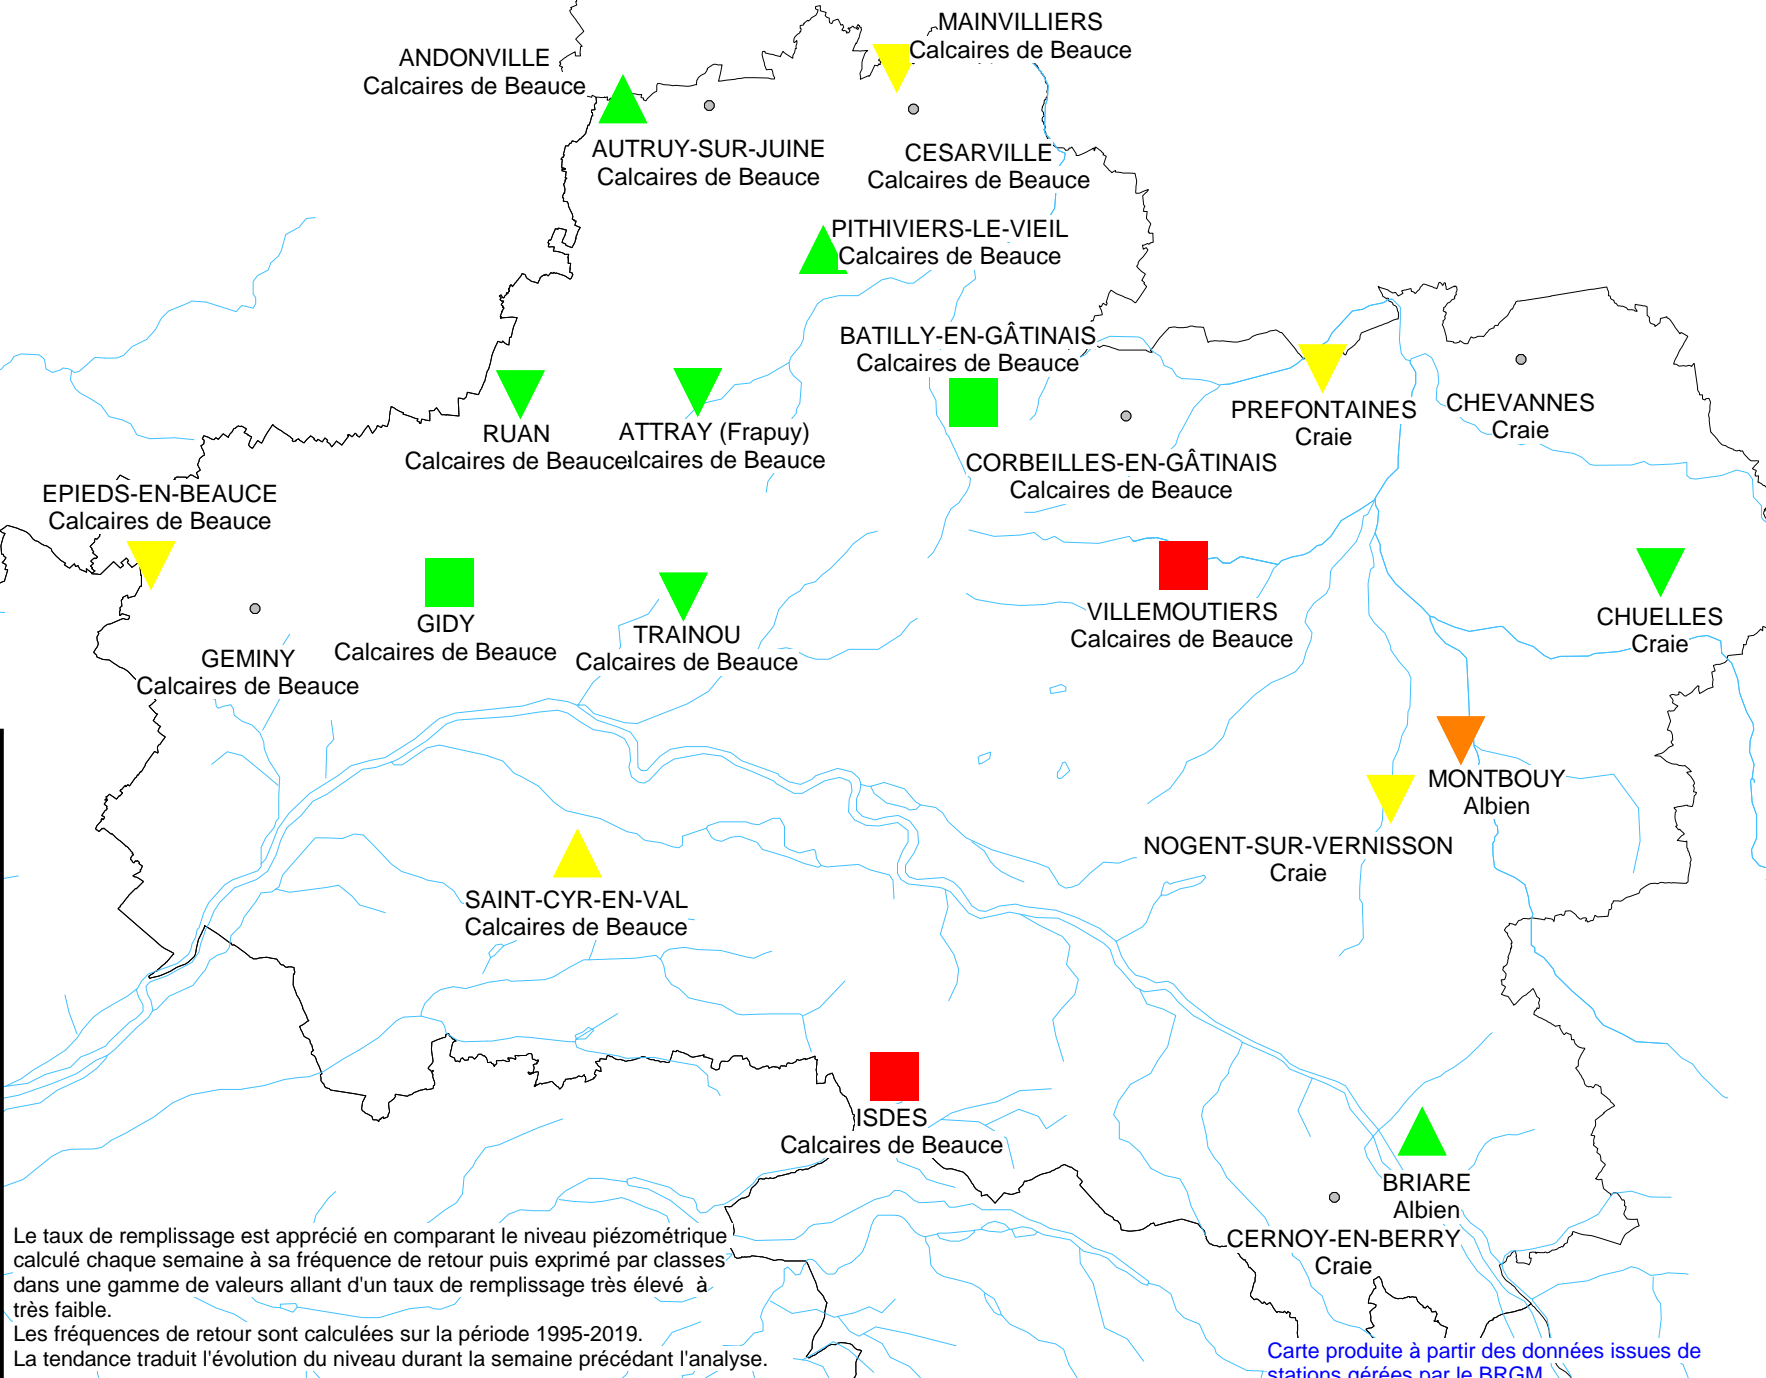 MAINVILLIERS
Calcaires de Beauce
ANDONVILLE
Calcaires de Beauce
AUTRUY-SUR-JUINE
Calcaires de Beauce
CESARVILLE
Calcaires de Beauce
PITHIVIERS-LE-VIEIL
Calcaires de Beauce
BATILLY-EN-GÂTINAIS
Calcaires de Beauce
PREFONTAINES
Craie
CHEVANNES
Craie
RUAN
Calcaires de Beauce
ATTRAY (Frapuy)
alcaires de Beauce
CORBEILLES-EN-GÂTINAIS
Calcaires de Beauce
EPIEDS-EN-BEAUCE
Calcaires de Beauce
GIDY
Calcaires de Beauce
TRAINOU
Calcaires de Beauce
VILLEMOUTIERS
Calcaires de Beauce
CHUELLES
Craie
GEMINY
Calcaires de Beauce
MONTBOUY
Albien
NOGENT-SUR-VERNISSON
Craie
SAINT-CYR-EN-VAL
Calcaires de Beauce
ISDES
Calcaires de Beauce
BRIARE
Albien
CERNOY-EN-BERRY
Craie
Le taux de remplissage est apprécié en comparant le niveau piézométrique
calculé chaque semaine à sa fréquence de retour puis exprimé par classes
dans une gamme de valeurs allant d'un taux de remplissage très élevé à
très faible.
Les fréquences de retour sont calculées sur la période 1995-2019.
La tendance traduit l'évolution du niveau durant la semaine précédant l'analyse.
Carte produite à partir des données issues de
stations gérées par le BRGM